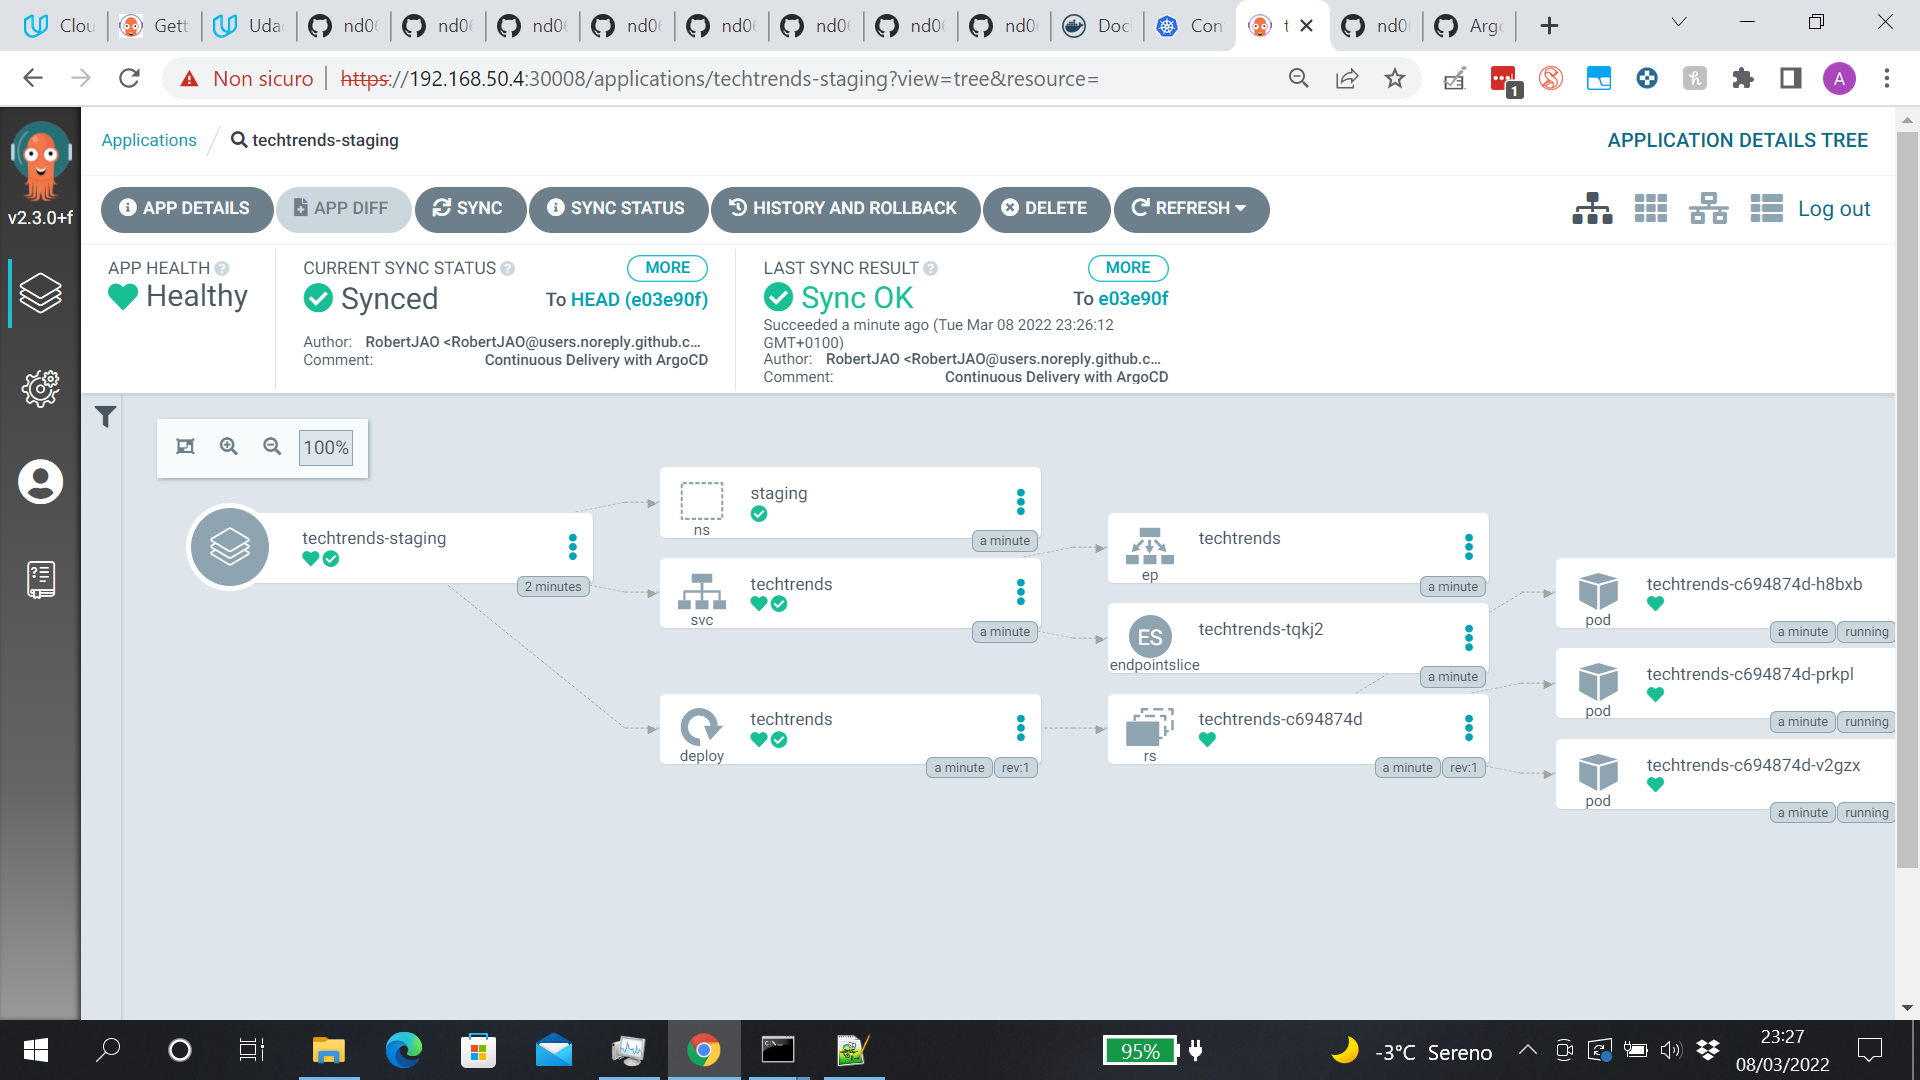 Clou
Gett
Uda
nd0
nd0
nd0
nd0
nd0
nd0
nd0
nd0
Doc
Con
t
nd0
Argo
Non sicuro
https://192.168.50.4:30008/applications/techtrends-staging?view=tree&resource=
1
A
v2.3.0+f
Applications
techtrends-staging
APPLICATION DETAILS TREE
APP DETAILS
APP DIFF
SYNC
SYNC STATUS
HISTORY AND ROLLBACK
DELETE
REFRESH
Log out
APP HEALTH
Healthy
CURRENT SYNC STATUS
MORE
Synced
To HEAD (e03e90f)
Author: RobertJAO <RobertJAO@users.noreply.github.c...
Comment: Continuous Delivery with ArgoCD
LAST SYNC RESULT
MORE
Sync OK
To e03e90f
Succeeded a minute ago (Tue Mar 08 2022 23:26:12
GMT+0100)
Author: RobertJAO <RobertJAO@users.noreply.github.c...
Comment: Continuous Delivery with ArgoCD
100%
techtrends-staging
2 minutes
staging
ns
a minute
techtrends
svc
a minute
techtrends
deploy
a minute
rev:1
techtrends
ep
a minute
ES
techtrends-tqkj2
endpointslice
a minute
techtrends-c694874d
rs
a minute
rev:1
techtrends-c694874d-h8bxb
pod
a minute
running
techtrends-c694874d-prkpl
pod
a minute
running
techtrends-c694874d-v2gzx
pod
a minute
running
95%
-3°C Sereno
23:27
08/03/2022